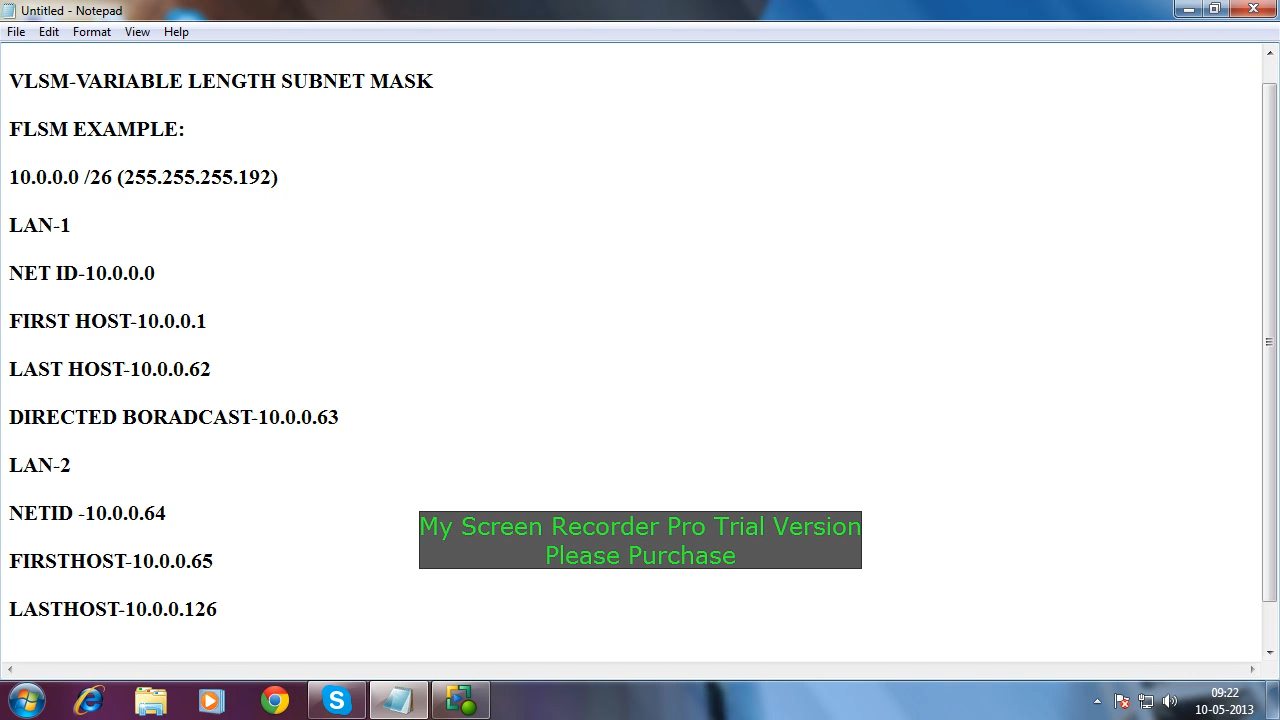 Untitled - Notepad
File Edit Format View Help
VLSM-VARIABLE LENGTH SUBNET MASK
FLSM EXAMPLE:
10.0.0.0 /26 (255.255.255.192)
LAN-1
NET ID-10.0.0.0
FIRST HOST-10.0.0.1
LAST HOST-10.0.0.62
DIRECTED BORADCAST-10.0.0.63
LAN-2
NETID -10.0.0.64
FIRSTHOST-10.0.0.65
LASTHOST-10.0.0.126
My Screen Recorder Pro Trial Version
Please Purchase
09:22
10-05-2013